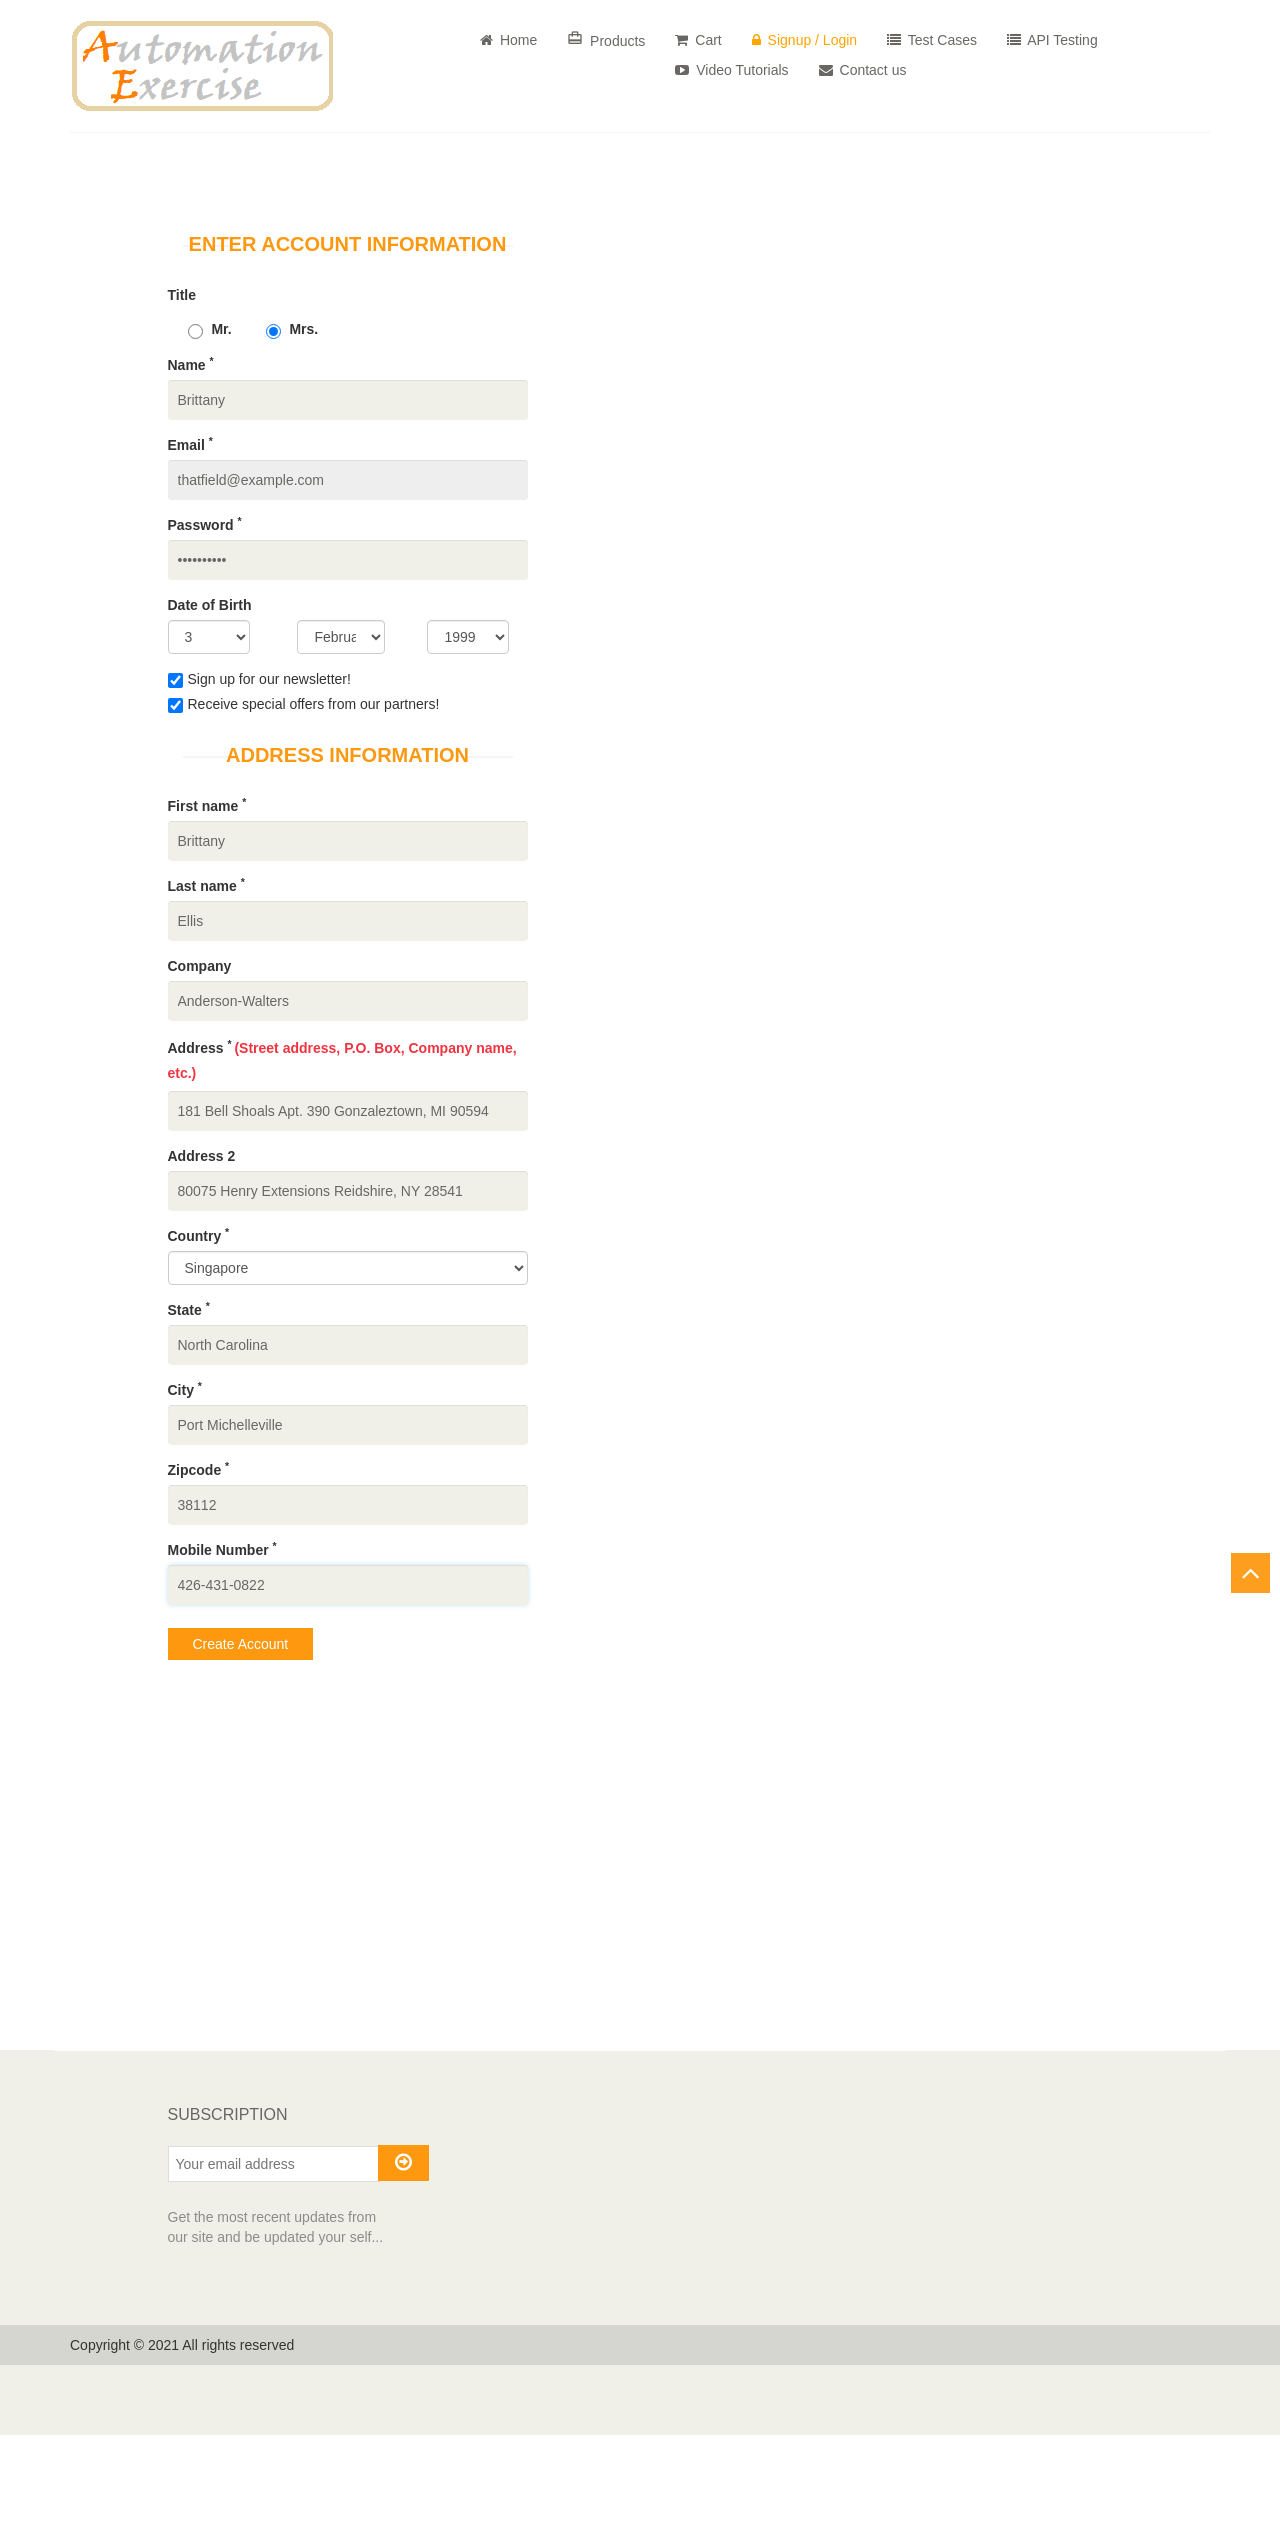 Automation
Exercise
Home
Products
Cart
Signup / Login
Test Cases
API Testing
Video Tutorials
Contact us
ENTER ACCOUNT INFORMATION
Title
Mr. Mrs.
Name *
Brittany
Email *
thatfield@example.com
Password *
••••••••••
Date of Birth
3 Februa 1999
Sign up for our newsletter!
Receive special offers from our partners!
ADDRESS INFORMATION
First name *
Brittany
Last name *
Ellis
Company
Anderson-Walters
Address * (Street address, P.O. Box, Company name,
etc.)
181 Bell Shoals Apt. 390 Gonzaleztown, MI 90594
Address 2
80075 Henry Extensions Reidshire, NY 28541
Country *
Singapore
State *
North Carolina
City *
Port Michelleville
Zipcode *
38112
Mobile Number *
426-431-0822
Create Account
SUBSCRIPTION
Your email address
Get the most recent updates from
our site and be updated your self...
Copyright © 2021 All rights reserved